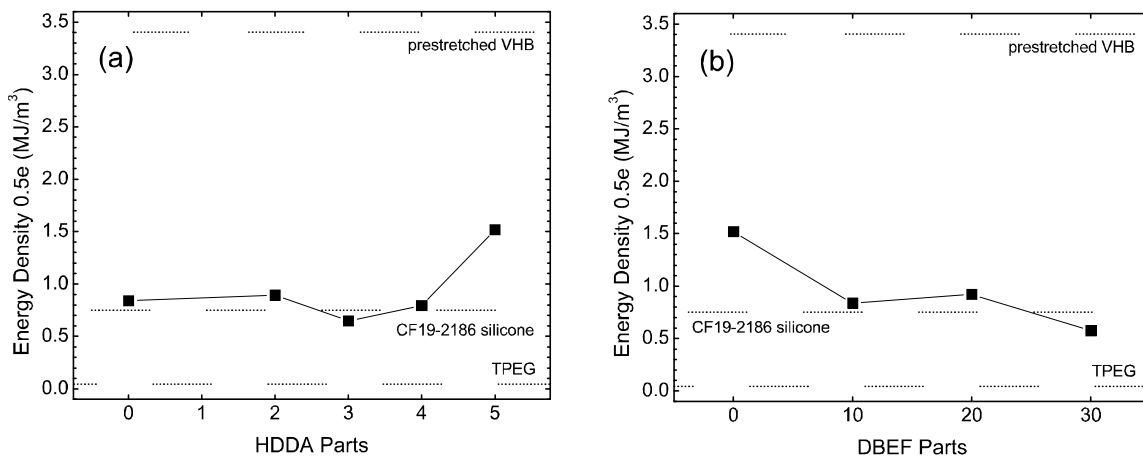 (a)
Energy Density 0.5e (MJ/m³)
3.5
3.0
2.5
2.0
1.5
1.0
0.5
0.0
prestretched VHB
CF19-2186 silicone
TPEG
0 1 2 3 4 5
HDDA Parts
(b)
Energy Density 0.5e (MJ/m³)
3.5
3.0
2.5
2.0
1.5
1.0
0.5
0.0
prestretched VHB
CF19-2186 silicone
TPEG
0 10 20 30
DBEF Parts